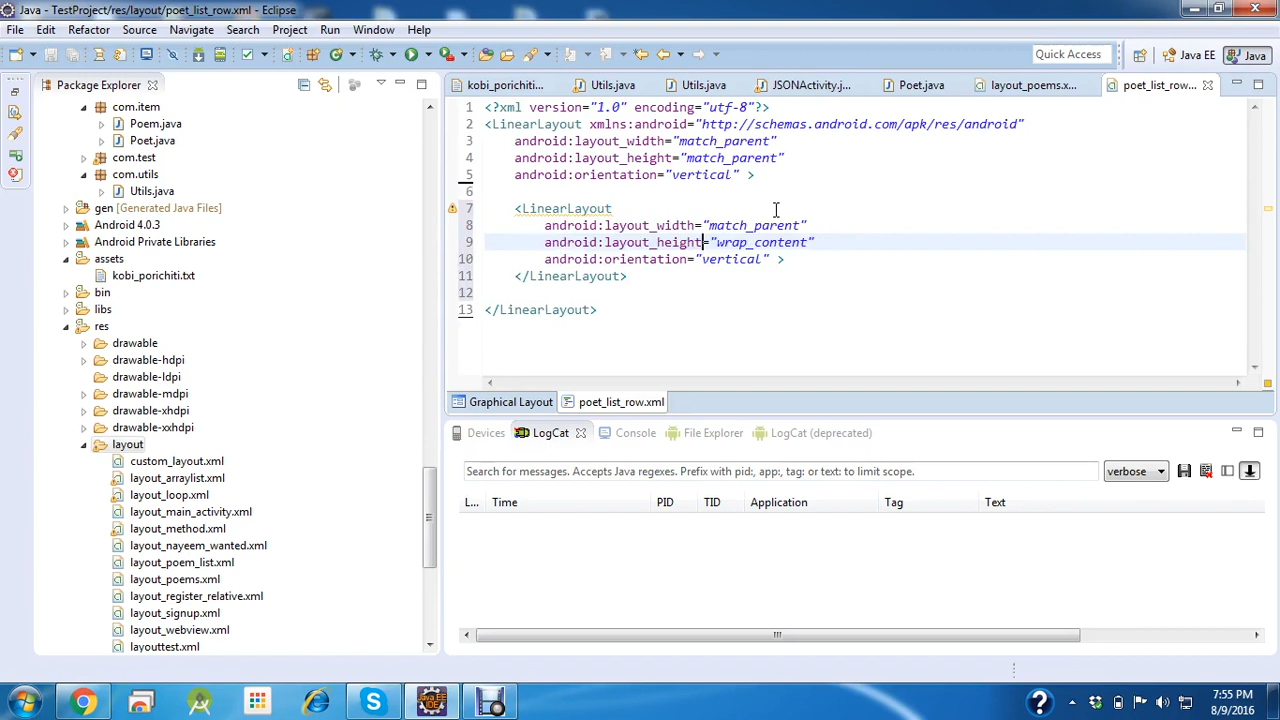 Java - TestProject/res/layout/poet_list_row.xml - Eclipse
File Edit Refactor Source Navigate Search Project Run Window Help
Quick Access Java EE Java
Package Explorer
kobi_porichiti... Utils.java Utils.java JSONActivity.j... Poet.java layout_poems.x... poet_list_row...
com.item
Poem.java
Poet.java
com.test
com.utils
Utils.java
gen [Generated Java Files]
Android 4.0.3
Android Private Libraries
assets
kobi_porichiti.txt
bin
libs
res
drawable
drawable-hdpi
drawable-ldpi
drawable-mdpi
drawable-xhdpi
drawable-xxhdpi
layout
custom_layout.xml
layout_arraylist.xml
layout_loop.xml
layout_main_activity.xml
layout_method.xml
layout_nayeem_wanted.xml
layout_poem_list.xml
layout_poems.xml
layout_register_relative.xml
layout_signup.xml
layout_webview.xml
layouttest.xml
1 <?xml version="1.0" encoding="utf-8"?>
2 <LinearLayout xmlns:android="http://schemas.android.com/apk/res/android"
3 android:layout_width="match_parent"
4 android:layout_height="match_parent"
5 android:orientation="vertical" >
6
7 <LinearLayout
8 android:layout_width="match_parent"
9 android:layout_height="wrap_content"
10 android:orientation="vertical" >
11 </LinearLayout>
12
13 </LinearLayout>
Graphical Layout poet_list_row.xml
Devices LogCat Console File Explorer LogCat (deprecated)
Search for messages. Accepts Java regexes. Prefix with pid:, app:, tag: or text: to limit scope. verbose
L... Time PID TID Application Tag Text
7:55 PM
8/9/2016